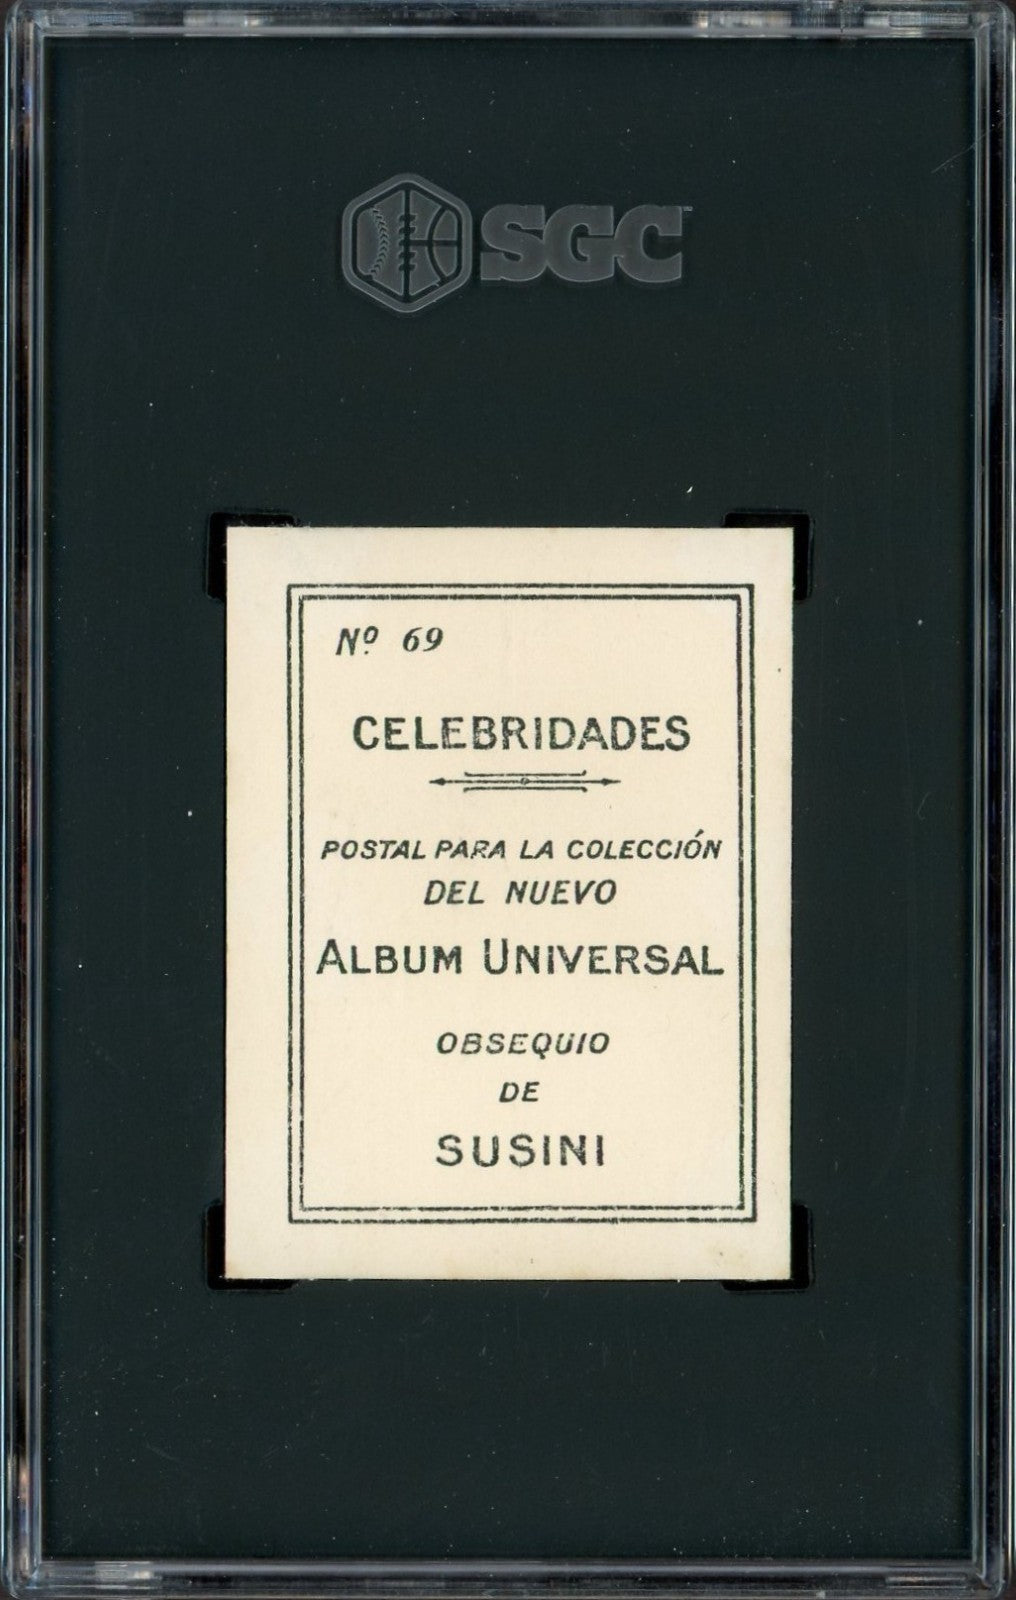 SGC
Nº 69
CELEBRIDADES
POSTAL PARA LA COLECCIÓN
DEL NUEVO
ALBUM UNIVERSAL
OBSEQUIO
DE
SUSINI